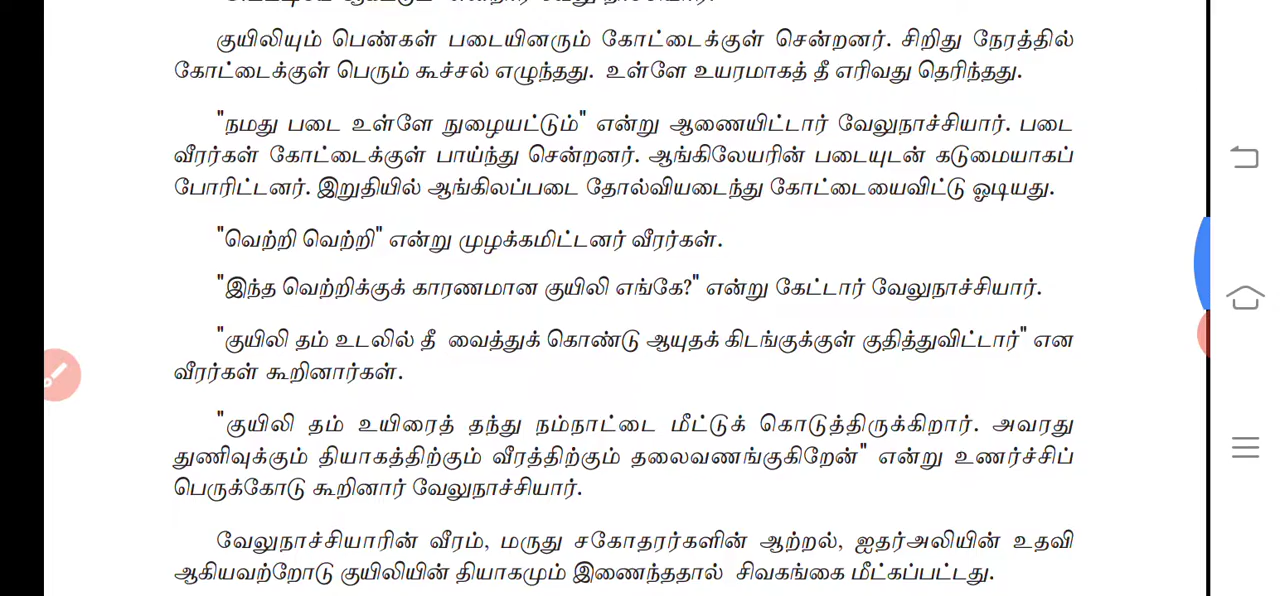 குயிலியும் பெண்கள் படையினரும் கோட்டைக்குள் சென்றனர். சிறிது நேரத்தில்
கோட்டைக்குள் பெரும் கூச்சல் எழுந்தது. உள்ளே உயரமாகத் தீ எரிவது தெரிந்தது.
"நமது படை உள்ளே நுழையட்டும்" என்று ஆணையிட்டார் வேலுநாச்சியார். படை
வீரர்கள் கோட்டைக்குள் பாய்ந்து சென்றனர். ஆங்கிலேயரின் படையுடன் கடுமையாகப்
போரிட்டனர். இறுதியில் ஆங்கிலப்படை தோல்வியடைந்து கோட்டையைவிட்டு ஓடியது.
"வெற்றி வெற்றி" என்று முழக்கமிட்டனர் வீரர்கள்.
"இந்த வெற்றிக்குக் காரணமான குயிலி எங்கே?" என்று கேட்டார் வேலுநாச்சியார்.
"குயிலி தம் உடலில் தீ வைத்துக் கொண்டு ஆயுதக் கிடங்குக்குள் குதித்துவிட்டார்" என
வீரர்கள் கூறினார்கள்.
"குயிலி தம் உயிரைத் தந்து நம்நாட்டை மீட்டுக் கொடுத்திருக்கிறார். அவரது
துணிவுக்கும் தியாகத்திற்கும் வீரத்திற்கும் தலைவணங்குகிறேன்" என்று உணர்ச்சிப்
பெருக்கோடு கூறினார் வேலுநாச்சியார்.
வேலுநாச்சியாரின் வீரம், மருது சகோதரர்களின் ஆற்றல், ஐதர்அலியின் உதவி
ஆகியவற்றோடு குயிலியின் தியாகமும் இணைந்ததால் சிவகங்கை மீட்கப்பட்டது.